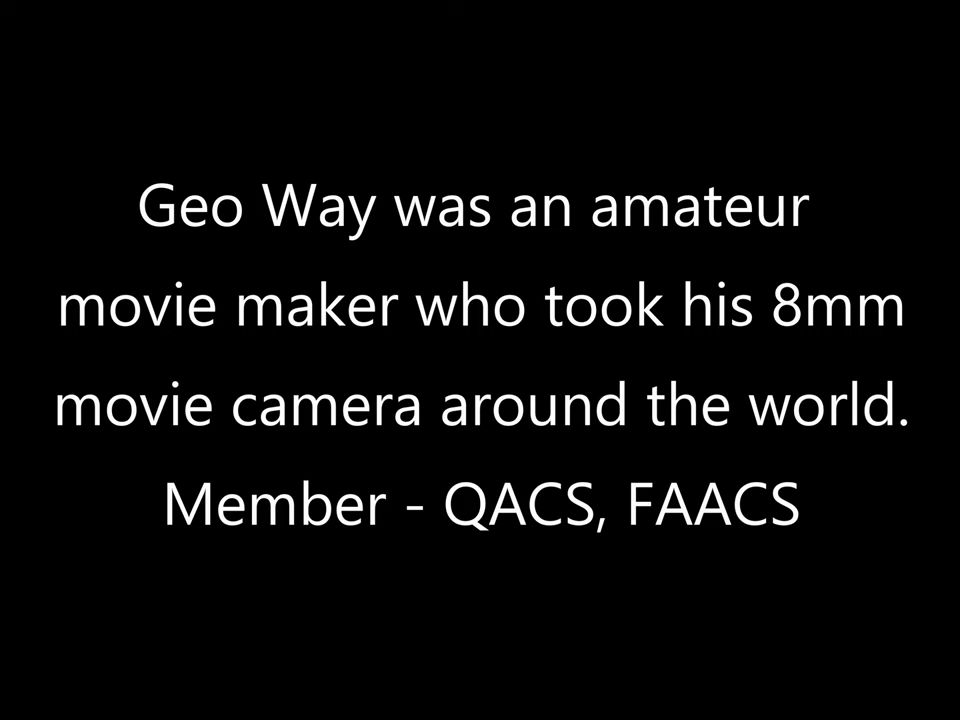 Geo Way was an amateur
movie maker who took his 8mm
movie camera around the world.
Member - QACS, FAACS